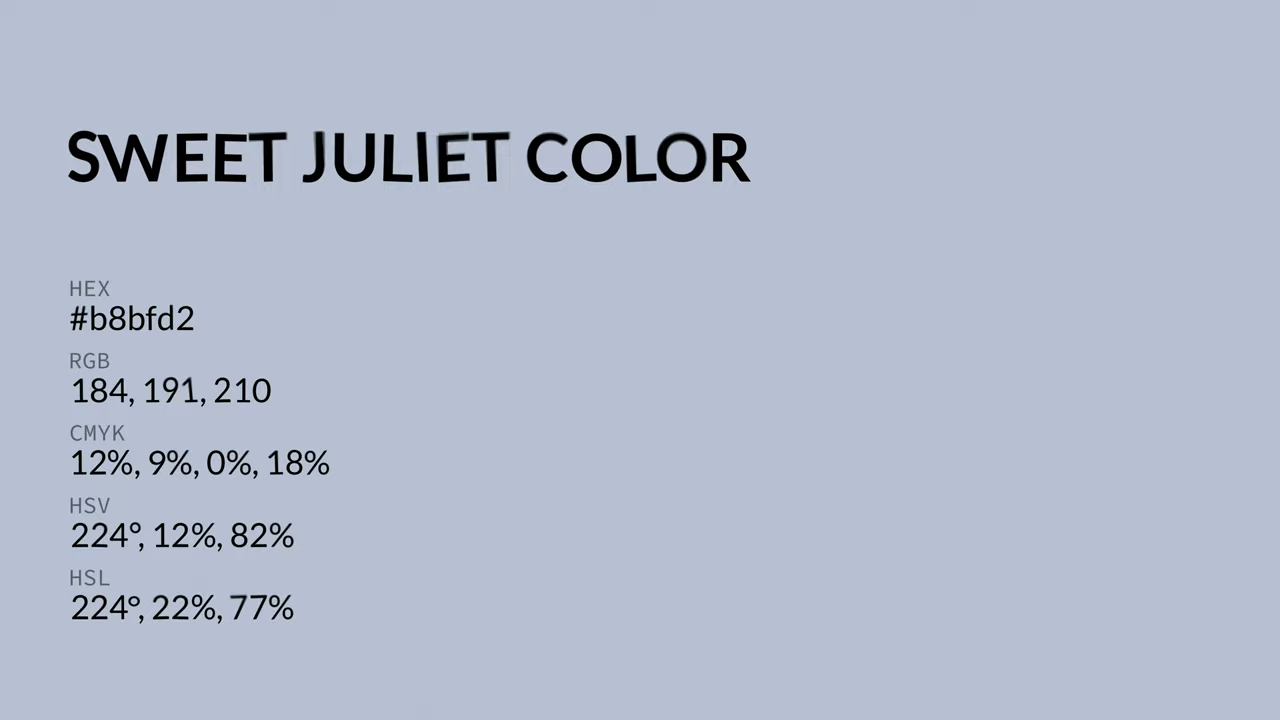 SWEET JULIET COLOR
HEX
#b8bfd2
RGB
184, 191, 210
CMYK
12%, 9%, 0%, 18%
HSV
224°, 12%, 82%
HSL
224°, 22%, 77%